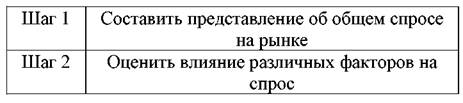 Шаг 1 Составить представление об общем спросе
на рынке
Шаг 2 Оценить влияние различных факторов на
спрос